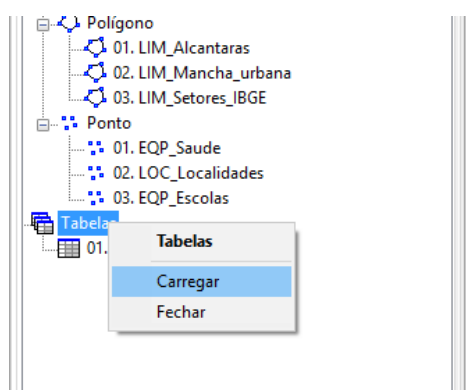 Polígono
01. LIM_Alcantaras
02. LIM_Mancha_urbana
03. LIM_Setores_IBGE
Ponto
01. EQP_Saude
02. LOC_Localidades
03. EQP_Escolas
Tabelas
01.
Tabelas
Carregar
Fechar